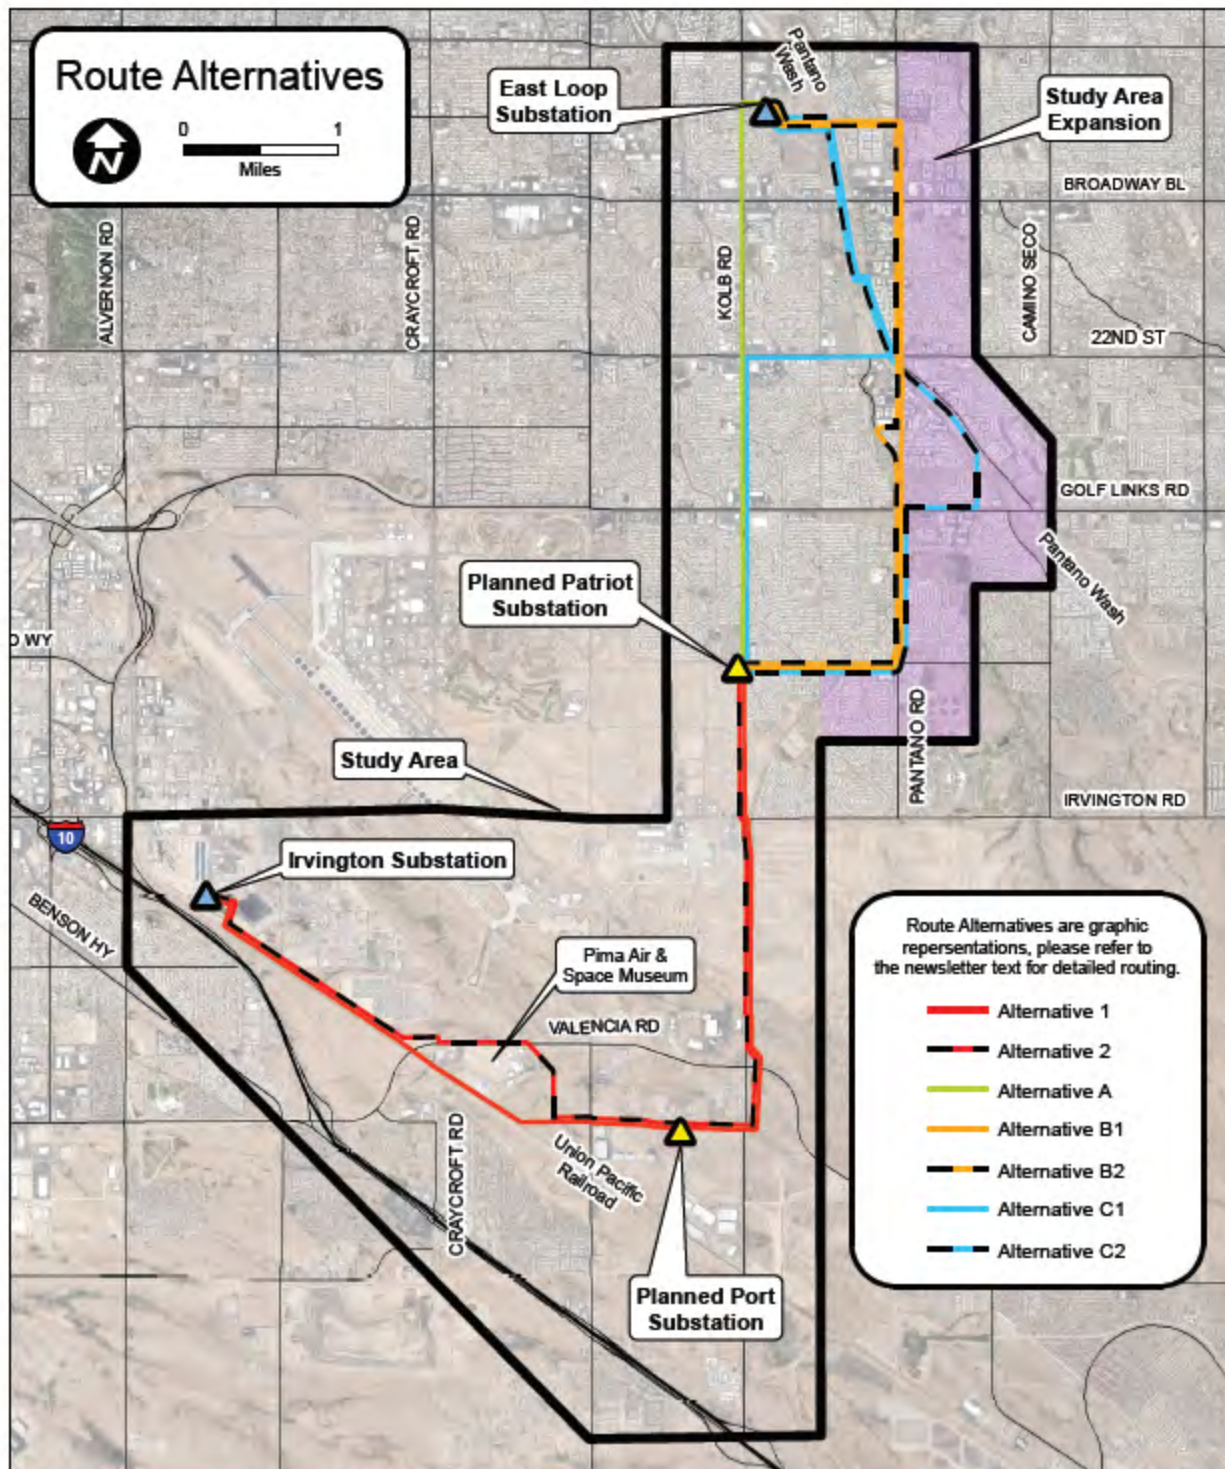 Route Alternatives
N
0 1
Miles
Pantano
Wash
East Loop
Substation
Study Area
Expansion
BROADWAY BL
ALVERNON RD
CRAYCROFT RD
KOLB RD
CAMINO SECO
22ND ST
GOLF LINKS RD
Pantano Wash
Planned Patriot
Substation
O WY
PANTANO RD
Study Area
IRVINGTON RD
10
Irvington Substation
BENSON HY
Pima Air &
Space Museum
VALENCIA RD
CRAYCROFT RD
Union Pacific
Railroad
Planned Port
Substation
Route Alternatives are graphic
repersentations, please refer to
the newsletter text for detailed routing.
Alternative 1
Alternative 2
Alternative A
Alternative B1
Alternative B2
Alternative C1
Alternative C2